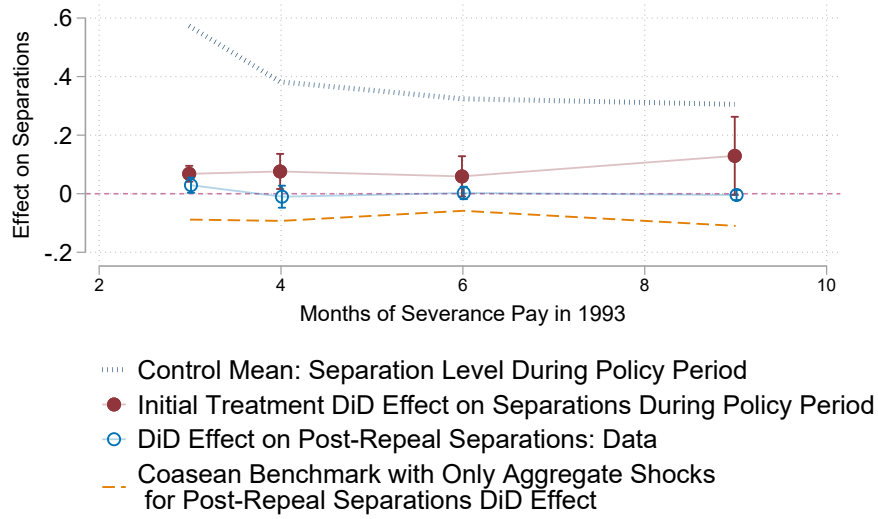 .6
.4
.2
0
-.2
Effect on Separations
2 4 6 8 10
Months of Severance Pay in 1993
Control Mean: Separation Level During Policy Period
Initial Treatment DiD Effect on Separations During Policy Period
DiD Effect on Post-Repeal Separations: Data
Coasean Benchmark with Only Aggregate Shocks
for Post-Repeal Separations DiD Effect